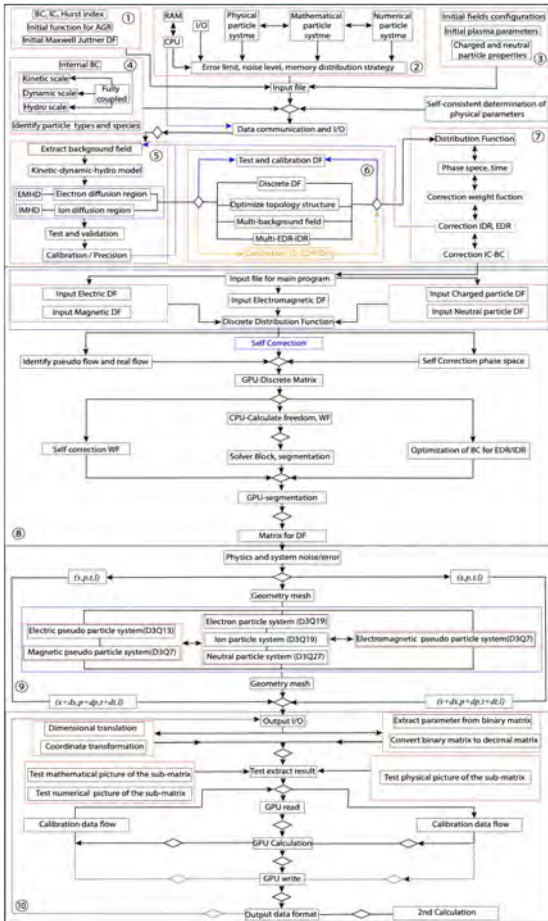 BC, IC, Hurst index
Initial function for AGR
Initial Maxwell Juttner DF
①
RAM
CPU
I/O
Physical particle systme
Mathematical particle systme
Numerical particle systme
Error limit, noise level, memory distribution strategy
②
Initial fields configuration
Initial plasma parameters
Charged and neutral particle properties
③
Internal BC
④
Kinetic scale
Dynamic scale
Hydro scale
Fully coupled
Identify particle types and species
Input file
Self-consistent determination of physical parameters
Data communication and I/O
Extract background field
⑤
Kinetic-dynamic-hydro model
EMHD
Electron diffusion region
IMHD
Ion diffusion region
Test and validation
Calibration / Precision
Test and calibration DF
⑥
Discrete DF
Optimize topology structure
Multi-background field
Multi-EDR-IDR
Distribution Function
⑦
Phase speps, time
Correction weight fuction
Correction IDR, EDR
Correction IC-BC
Input file for main program
Input Electric DF
Input Magnetic DF
Input Electromagnetic DF
Discrete Distribution Function
Input Charged particle DF
Input Neutral particle DF
Self Correction
Identify pseudo flow and real flow
Self Correction phase space
GPU-Discrete Matrix
CPU-Calculate freedom, WF
Self correction WF
Solver Block, segmentation
Optimization of BC for EDR/IDR
GPU-segmentation
⑧
Matrix for DF
Physics and system noise/error
(x,p,t,l)
(x,p,t,l)
Geometry mesh
Electric pseudo particle system(D3Q13)
Magnetic pseudo particle system(D3Q7)
Electron particle system (D3Q19)
Ion particle system (D3Q19)
Neutral particle system (D3Q27)
Electromagnetic pseudo particle system(D3Q7)
⑨
Geometry mesh
(x+dx,p+dp,t+dt,l)
(x+dx,p+dp,t+dt,l)
Output I/O
Dimensional translation
Coordinate transformation
Extract parameter from binary matrix
Convert binary matrix to decimal matrix
Test mathematical picture of the sub-matrix
Test numerical picture of the sub-matrix
Test extract result
Test physical picture of the sub-matrix
GPU read
Calibration data flow
Calibration data flow
GPU Calculation
GPU write
⑩
Output data format
2nd Calculation